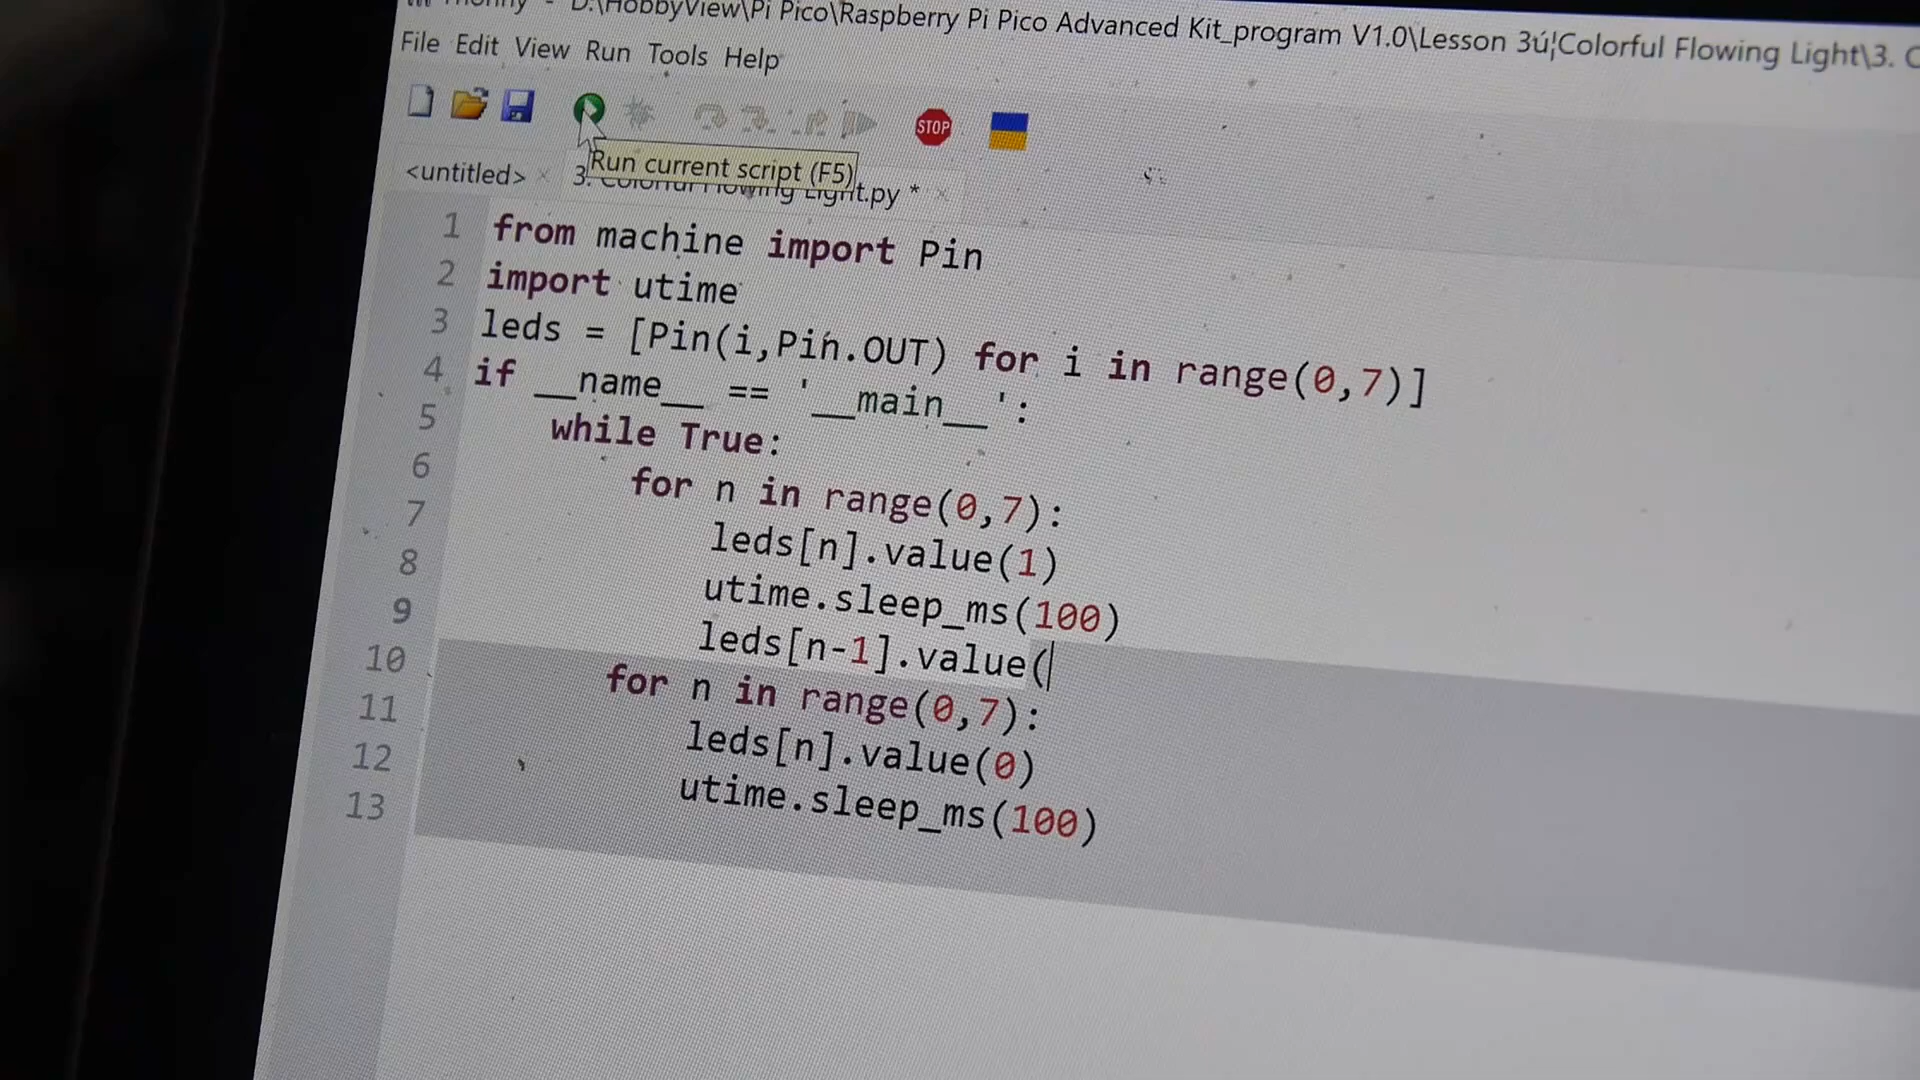 Thonny - D:\HobbyView\Pi Pico\Raspberry Pi Pico Advanced Kit_program V1.0\Lesson 3ú¦Colorful Flowing Light\3. C
File Edit View Run Tools Help
STOP
Run current script (F5)
<untitled> × 3. Colorful Flowing Light.py * ×
1 from machine import Pin
2 import utime
3 leds = [Pin(i,Pin.OUT) for i in range(0,7)]
4 if __name__ == '__main__':
5 while True:
6 for n in range(0,7):
7 leds[n].value(1)
8 utime.sleep_ms(100)
9 leds[n-1].value(
10 for n in range(0,7):
11 leds[n].value(0)
12 utime.sleep_ms(100)
13